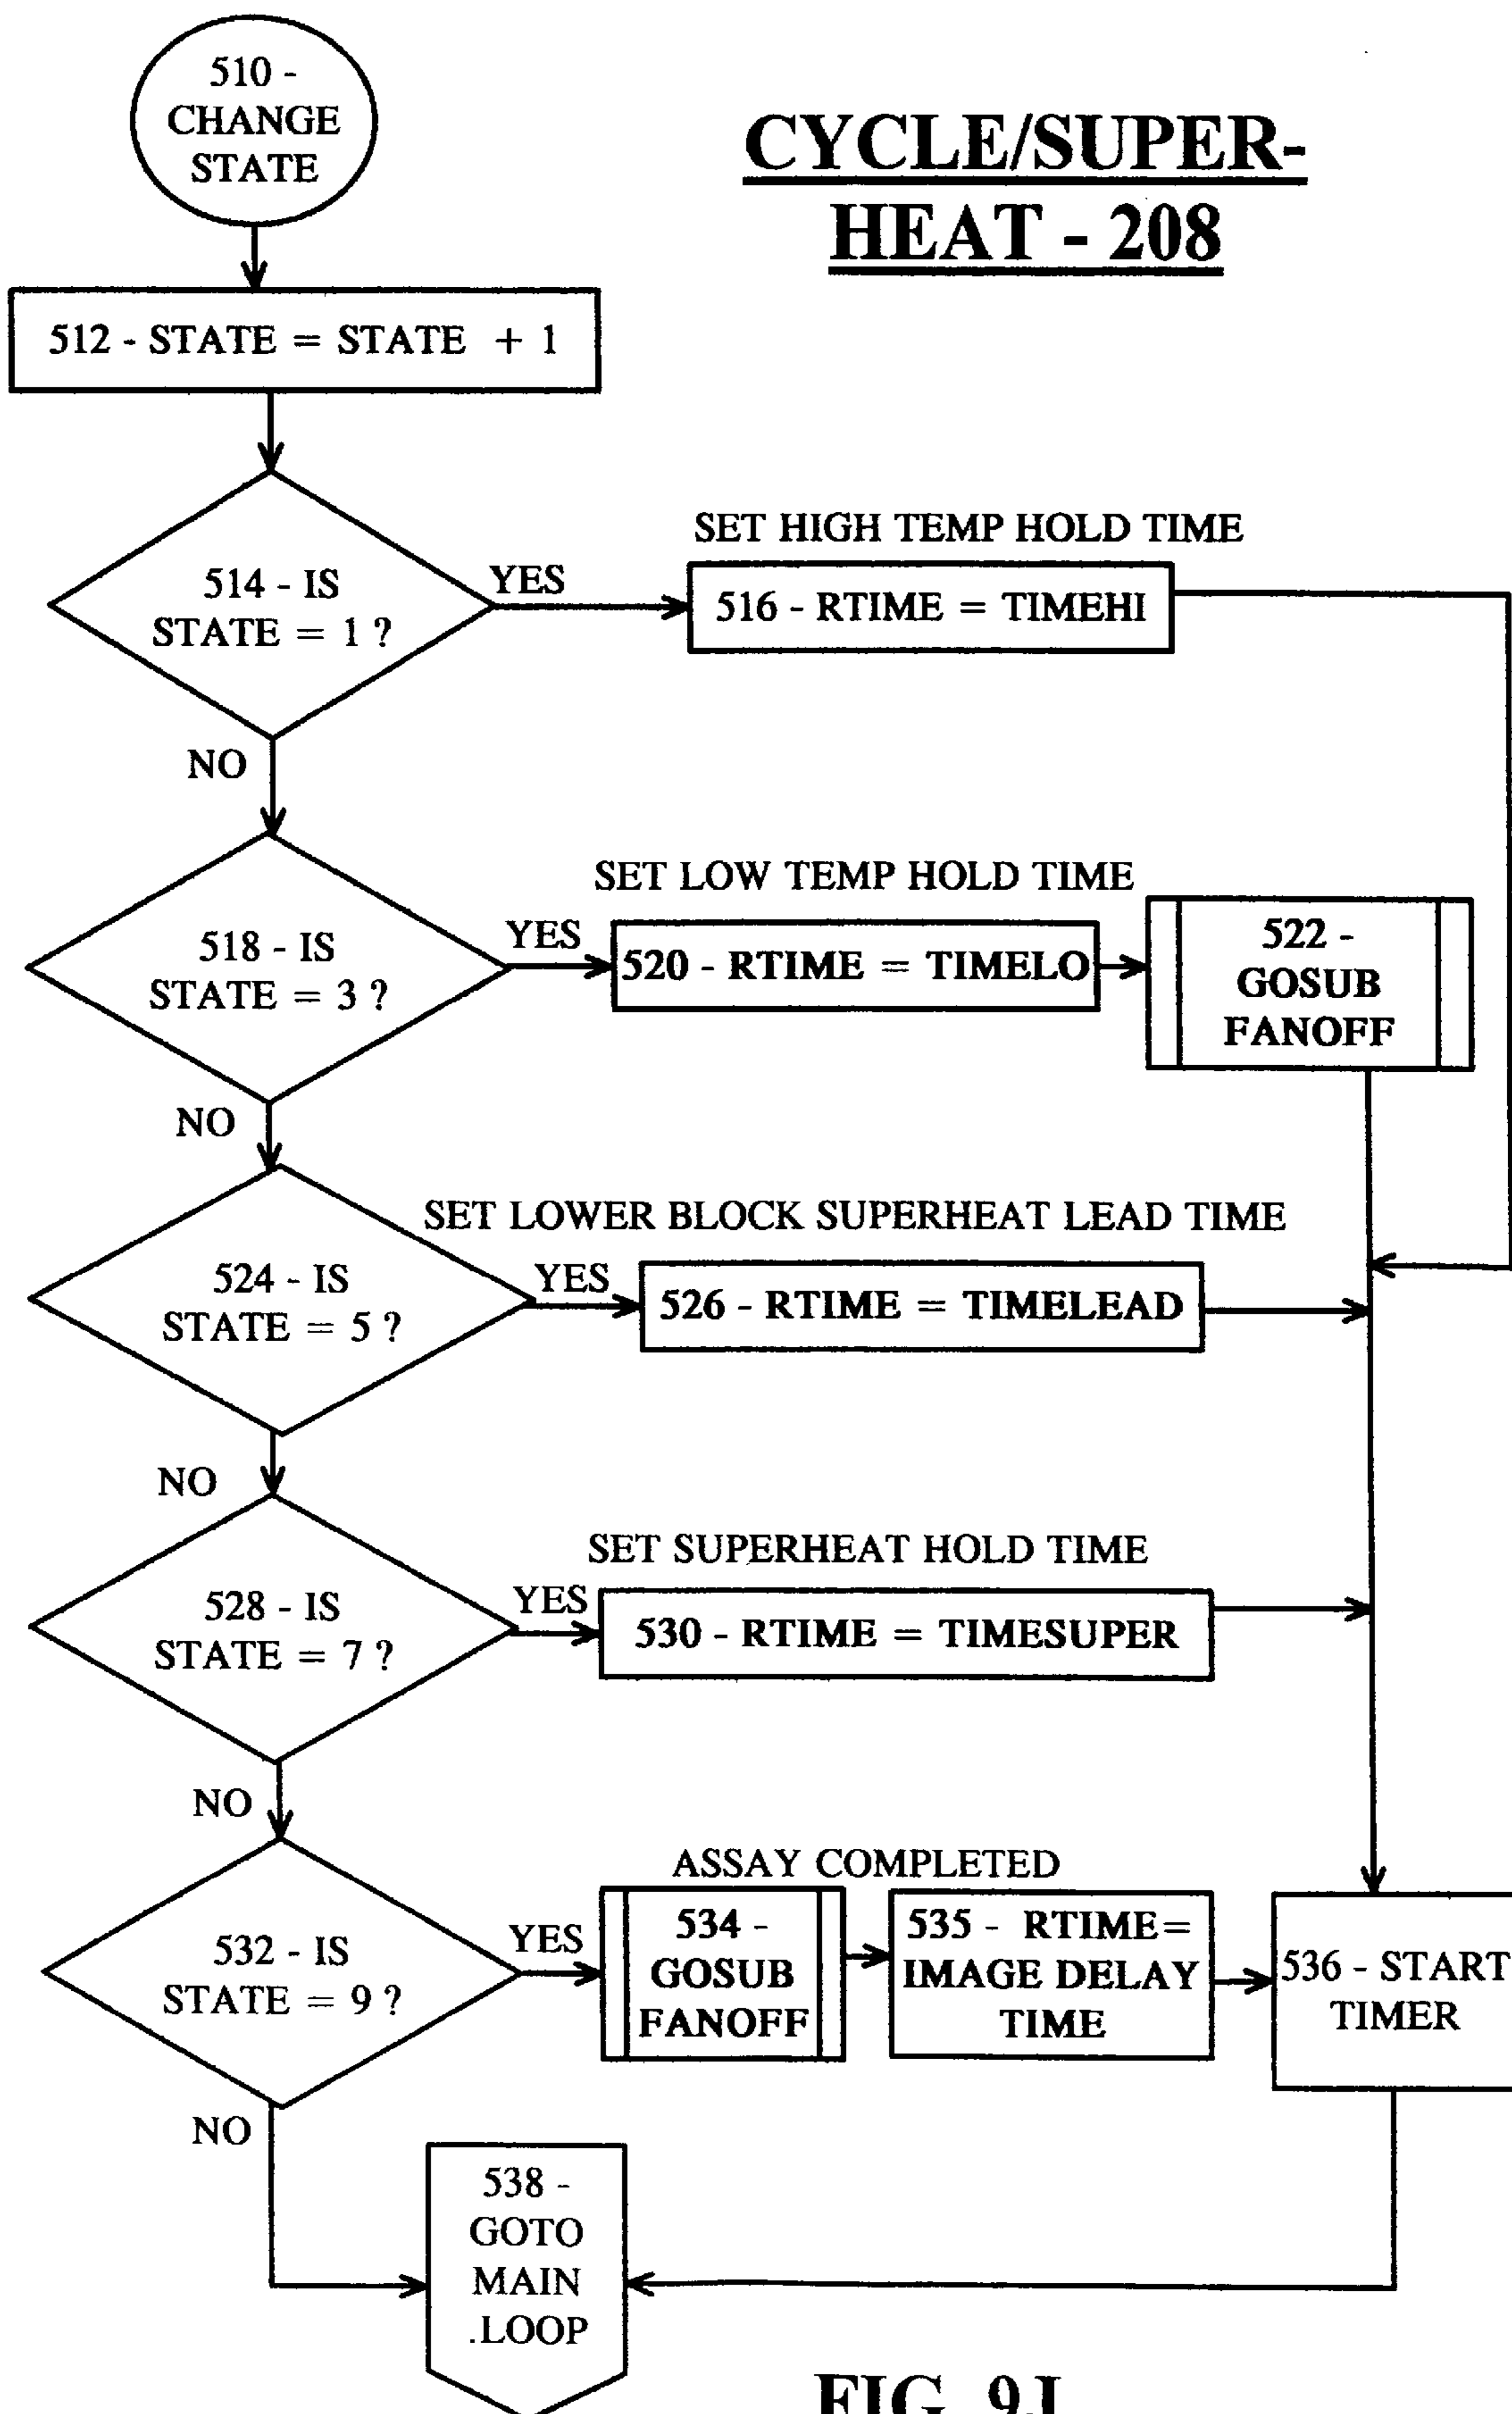 510 -
CHANGE
STATE
CYCLE/SUPER-
HEAT - 208
512 - STATE = STATE + 1
514 - IS
STATE = 1 ?
YES
SET HIGH TEMP HOLD TIME
516 - RTIME = TIMEHI
NO
518 - IS
STATE = 3 ?
YES
SET LOW TEMP HOLD TIME
520 - RTIME = TIMELO
522 -
GOSUB
FANOFF
NO
524 - IS
STATE = 5 ?
YES
SET LOWER BLOCK SUPERHEAT LEAD TIME
526 - RTIME = TIMELEAD
NO
528 - IS
STATE = 7 ?
YES
SET SUPERHEAT HOLD TIME
530 - RTIME = TIMESUPER
NO
532 - IS
STATE = 9 ?
YES
ASSAY COMPLETED
534 -
GOSUB
FANOFF
535 - RTIME=
IMAGE DELAY
TIME
536 - START
TIMER
NO
538 -
GOTO
MAIN
.LOOP
FIG. 9J